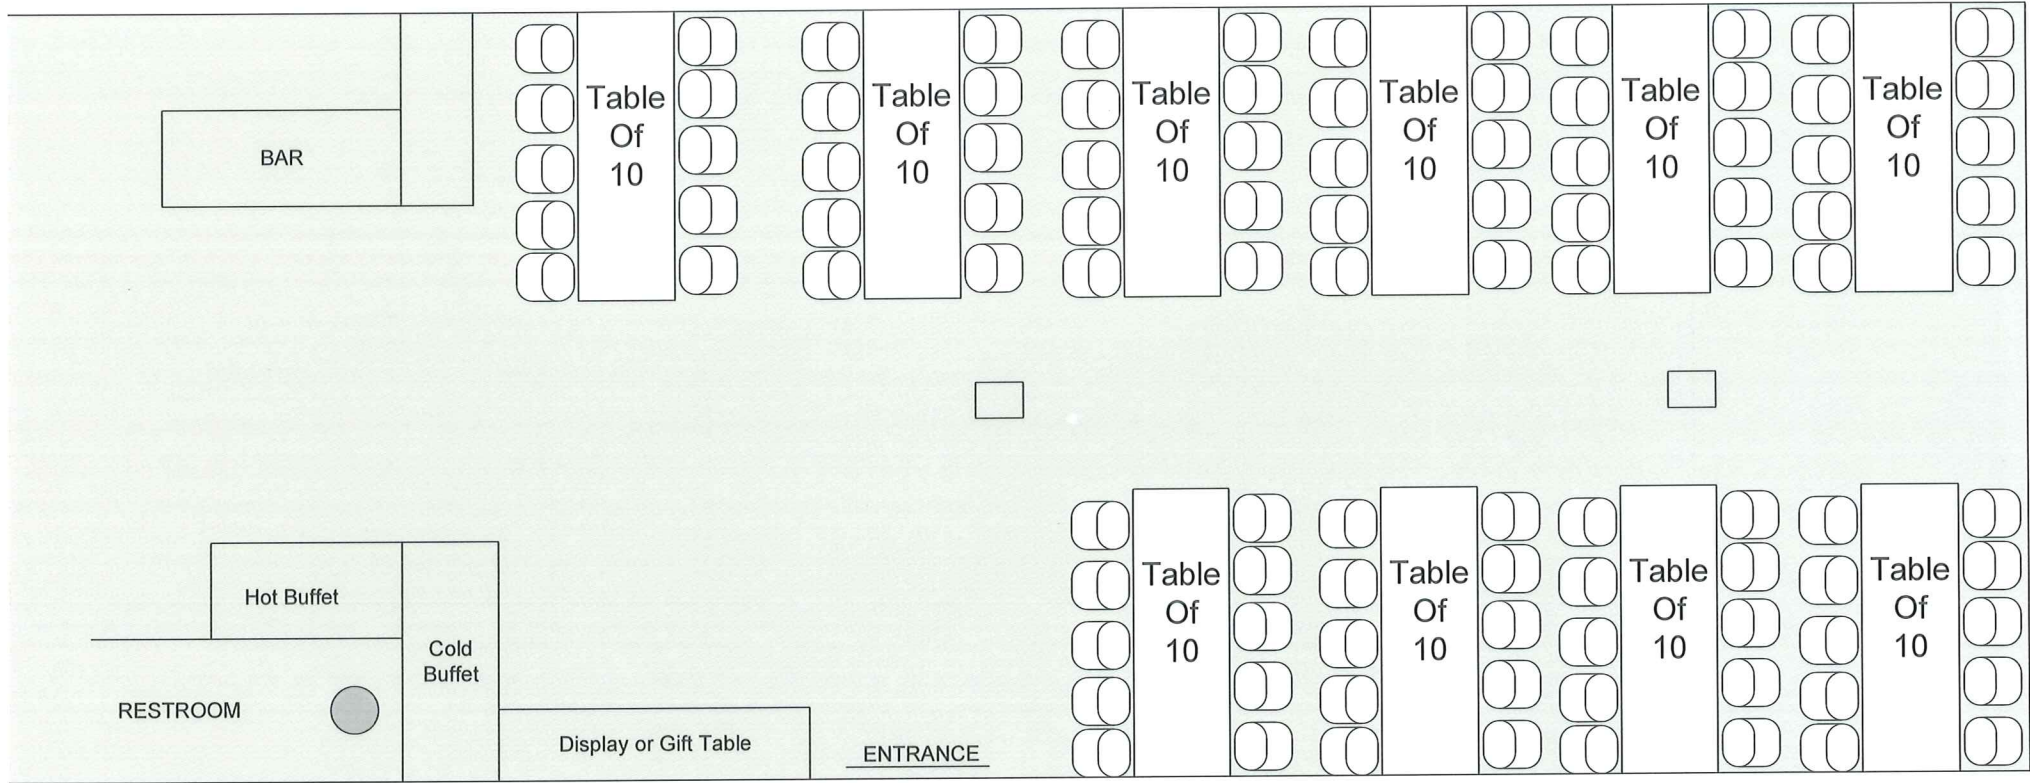 Table
Of
10
Table
Of
10
Table
Of
10
Table
Of
10
Table
Of
10
Table
Of
10
BAR
Table
Of
10
Table
Of
10
Table
Of
10
Table
Of
10
Hot Buffet
Cold
Buffet
RESTROOM
Display or Gift Table
ENTRANCE